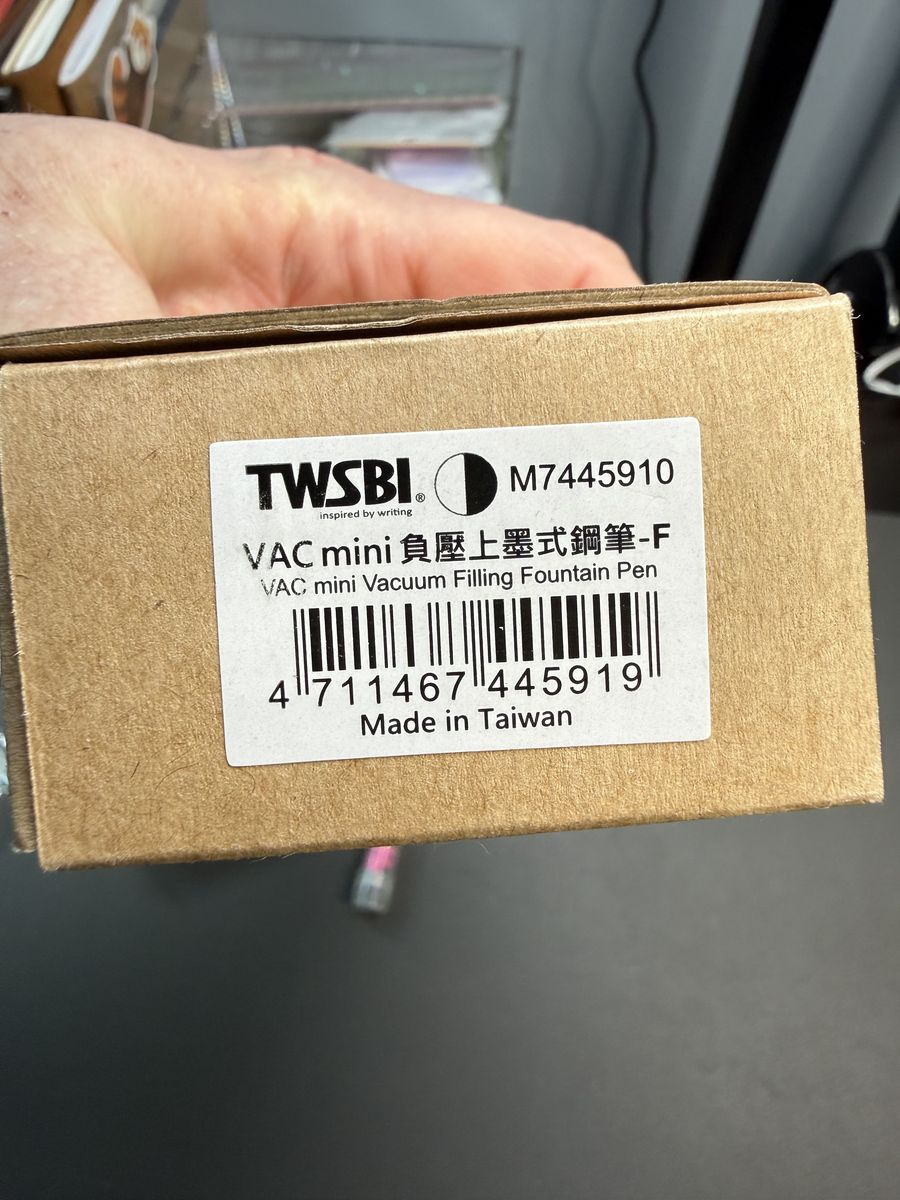 TWSBI® M7445910
inspired by writing
VAC mini 負壓上墨式鋼筆-F
VAC mini Vacuum Filling Fountain Pen
4 711467 445919
Made in Taiwan